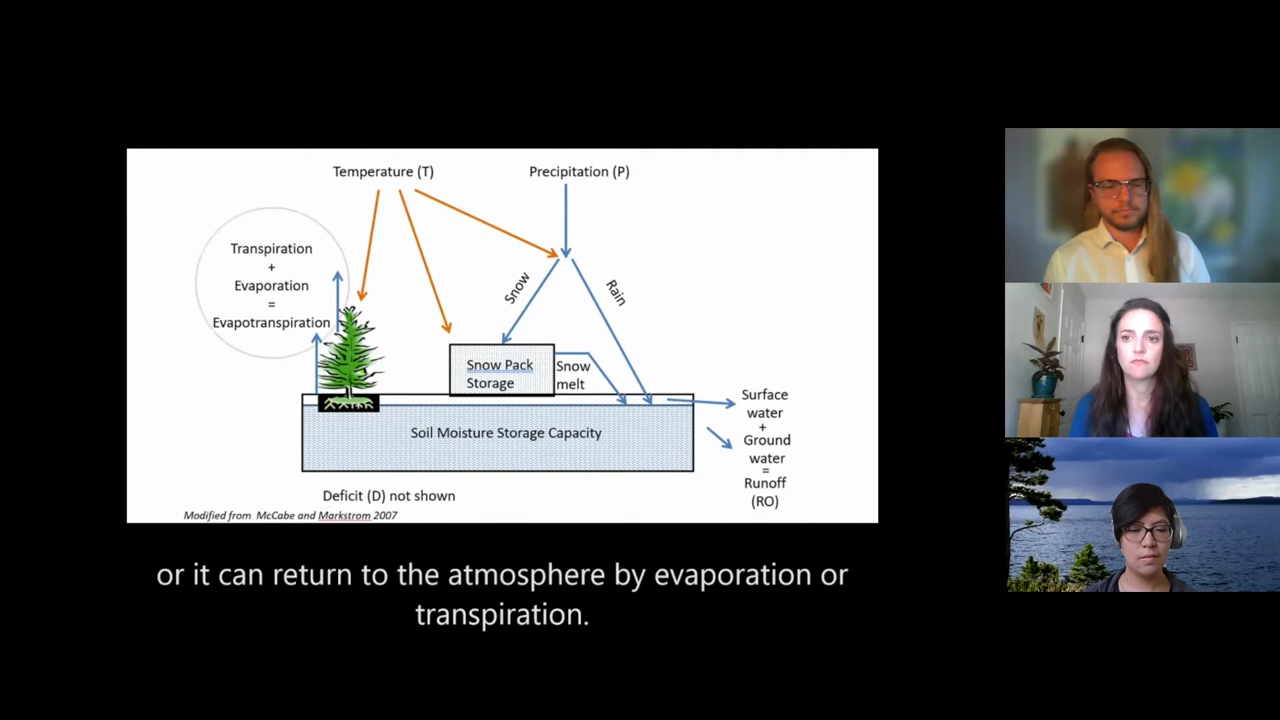 Temperature (T)
Precipitation (P)
Transpiration
+
Evaporation
=
Evapotranspiration
Snow
Rain
Snow Pack
Storage
Snow
melt
Soil Moisture Storage Capacity
Surface
water
+
Ground
water
=
Runoff
(RO)
Deficit (D) not shown
Modified from McCabe and Markstrom 2007
or it can return to the atmosphere by evaporation or
transpiration.